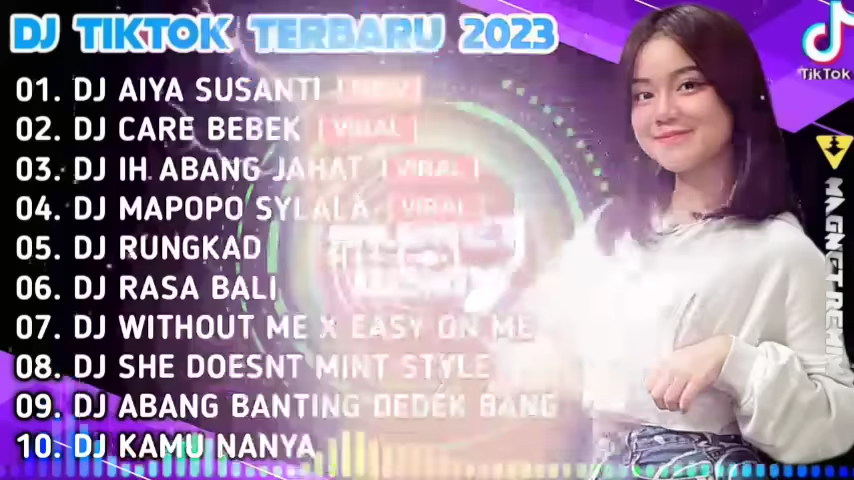 DJ TIKTOK TERBARU 2023
TikTok
01. DJ AIYA SUSANTI
02. DJ CARE BEBEK [ VIRAL ]
03. DJ IH ABANG JAHAT [ VIRAL ]
04. DJ MAPOPO SYLALA [ VIRAL ]
05. DJ RUNGKAD
06. DJ RASA BALI
07. DJ WITHOUT ME X EASY ON ME
08. DJ SHE DOESNT MINT STYLE
09. DJ ABANG BANTING DEDEK BANG
10. DJ KAMU NANYA
MAGNET REMIX